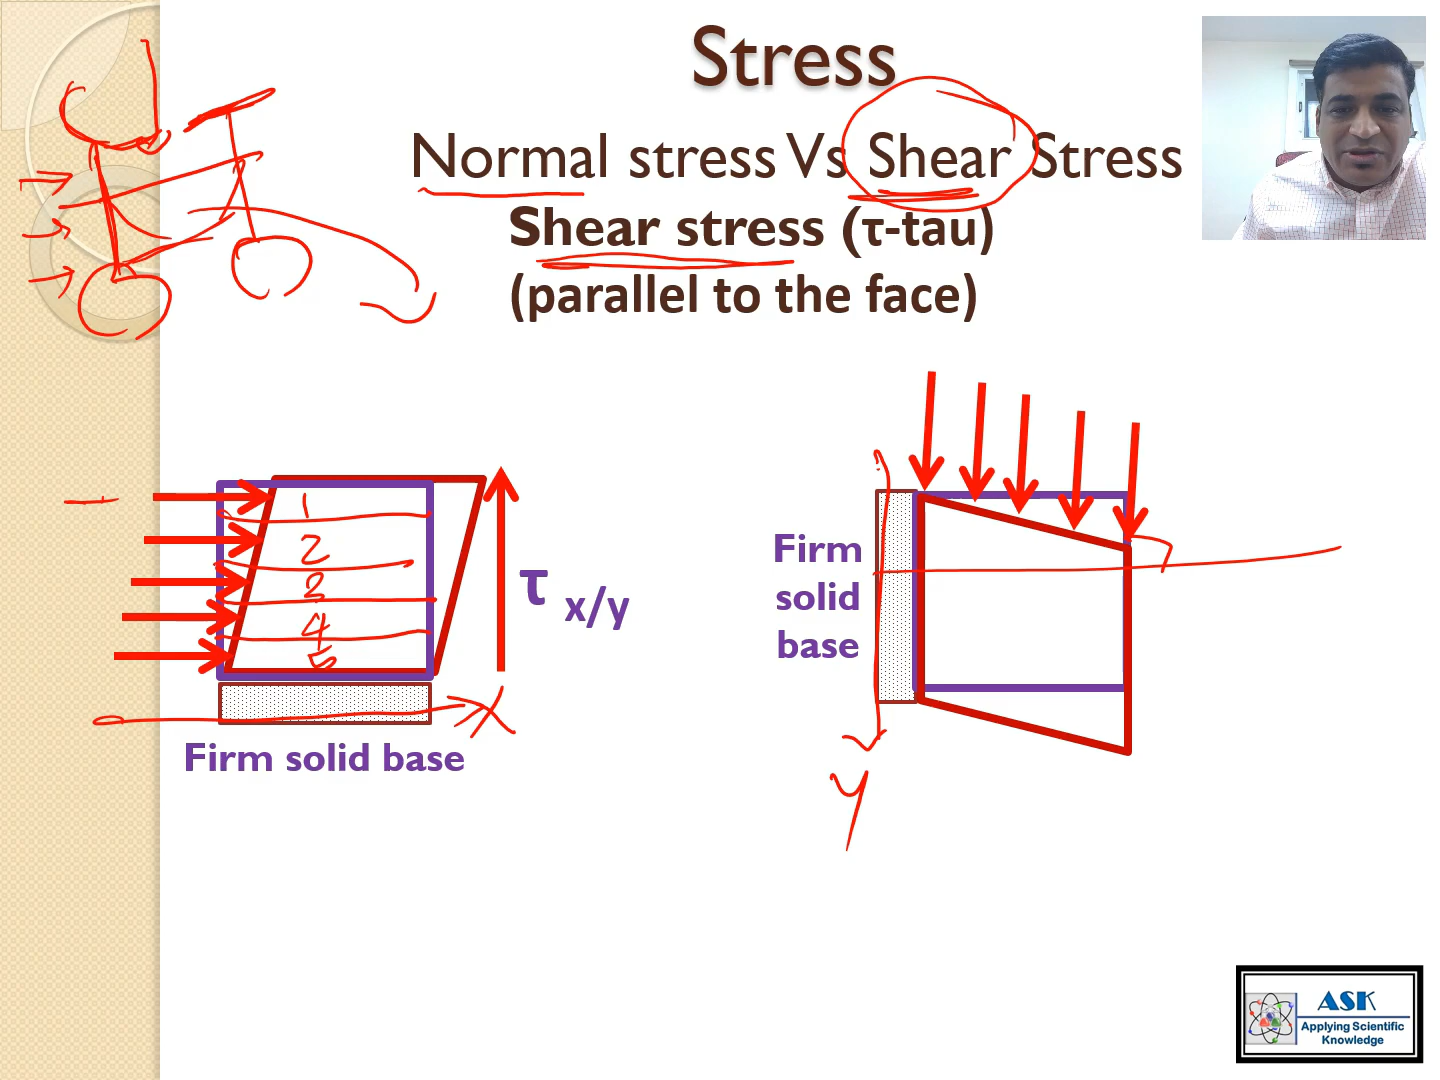 Stress
Normal stress Vs Shear Stress
Shear stress (τ-tau)
(parallel to the face)
1
2
3
4
5
τ x/y
X
Firm solid base
Firm
solid
base
y
ASK
Applying Scientific
Knowledge